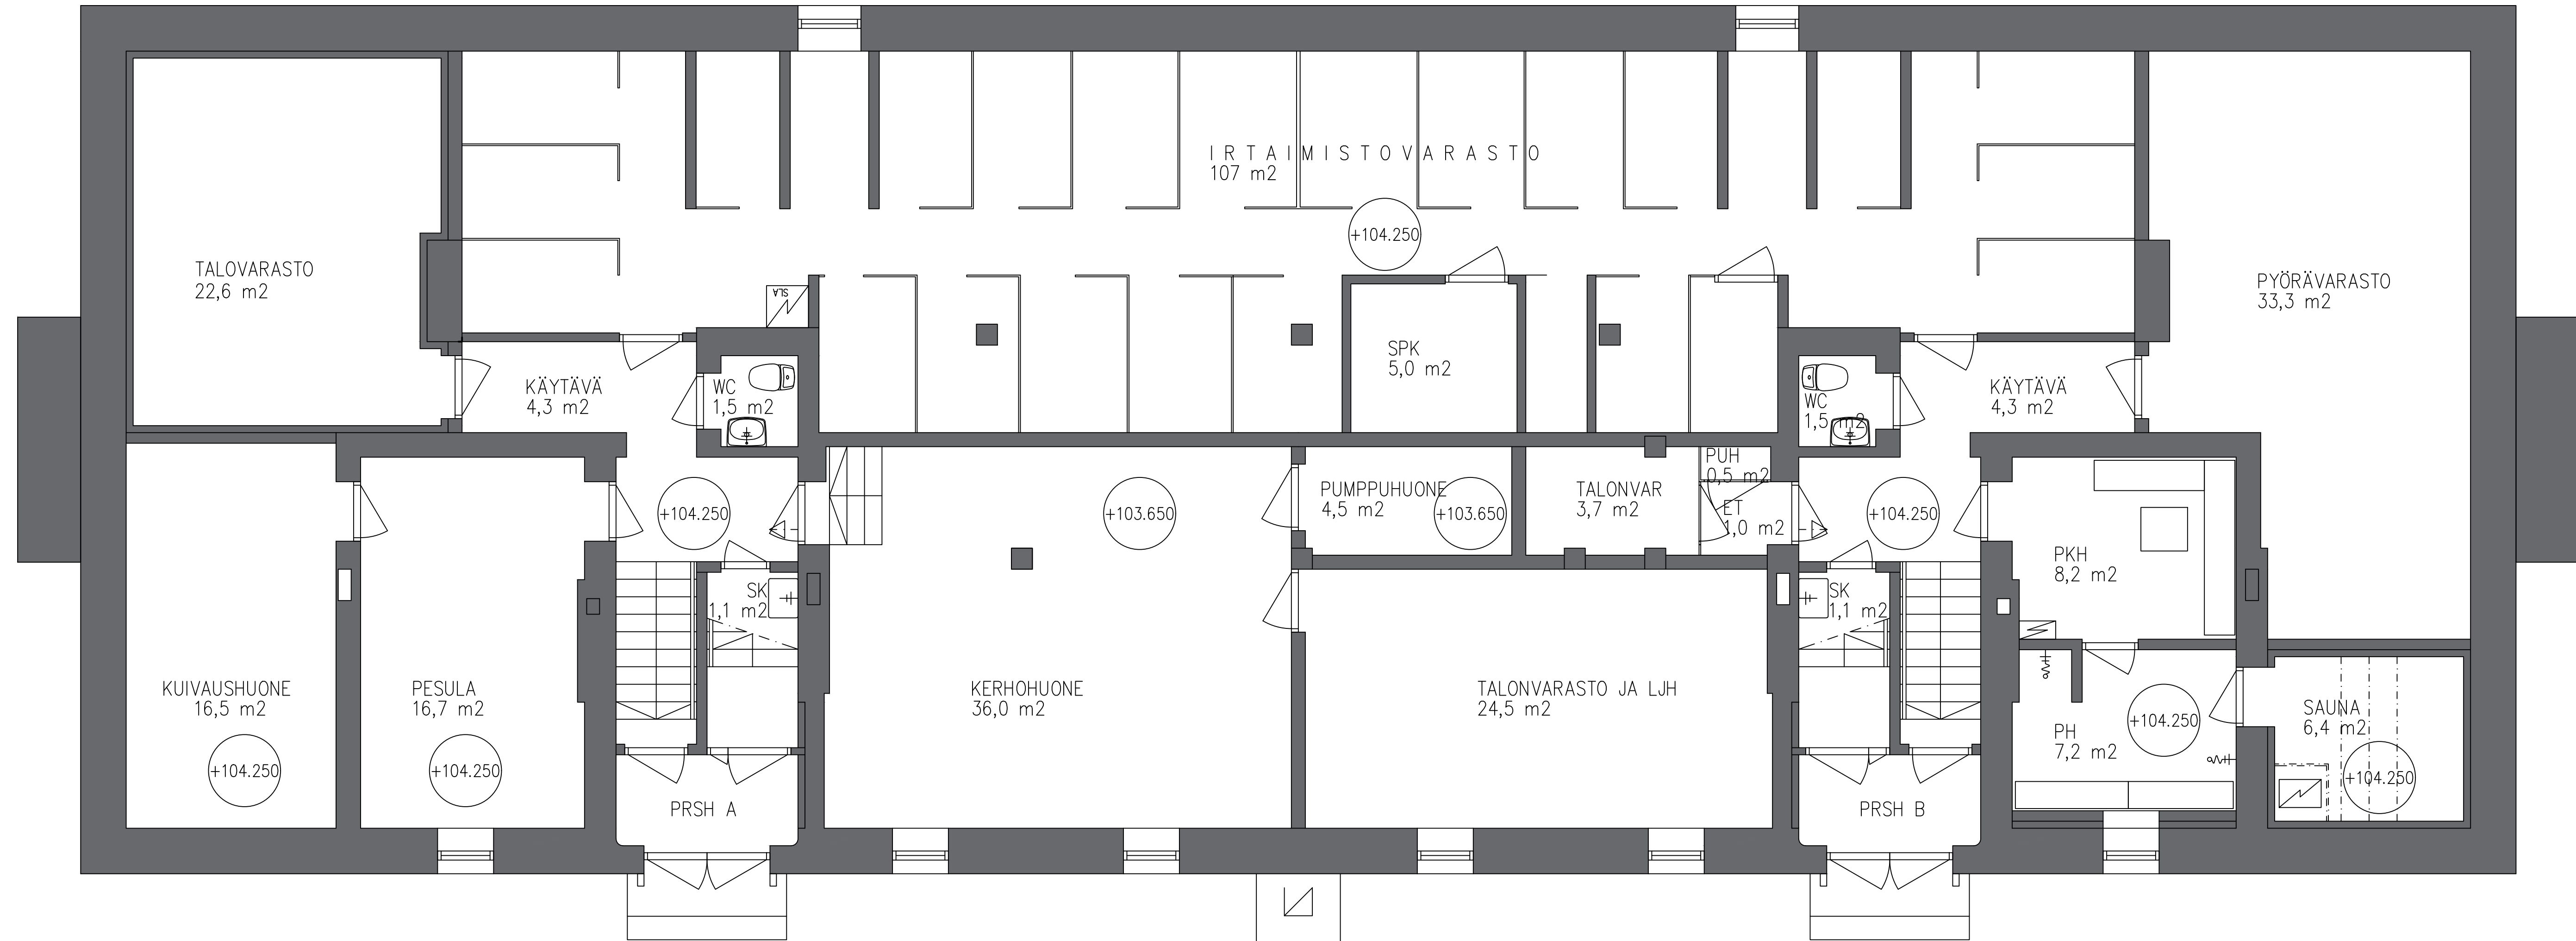 IRTAIMISTOVARASTO
107 m2
+104.250
TALOVARASTO
22,6 m2
PYÖRÄVARASTO
33,3 m2
SLA
SPK
5,0 m2
KÄYTÄVÄ
4,3 m2
WC
1,5 m2
WC
1,5 m2
KÄYTÄVÄ
4,3 m2
PUH
0,5 m2
+104.250
+103.650
PUMPPUHUONE
4,5 m2
+103.650
TALONVAR
3,7 m2
ET
1,0 m2
+104.250
PKH
8,2 m2
SK
1,1 m2
SK
1,1 m2
KUIVAUSHUONE
16,5 m2
+104.250
PESULA
16,7 m2
+104.250
KERHOHUONE
36,0 m2
TALONVARASTO JA LJH
24,5 m2
PH
7,2 m2
+104.250
SAUNA
6,4 m2
+104.250
PRSH A
PRSH B